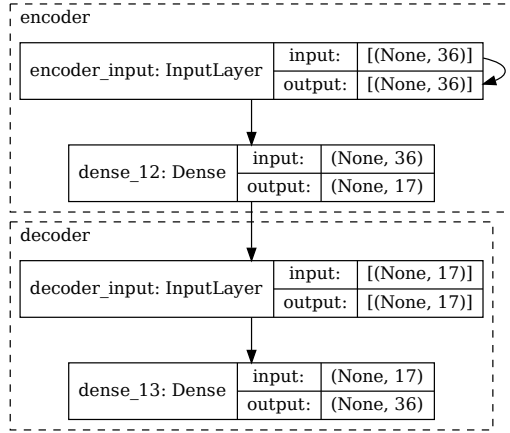 encoder
encoder_input: InputLayer
input: [(None, 36)]
output: [(None, 36)]
dense_12: Dense
input: (None, 36)
output: (None, 17)
decoder
decoder_input: InputLayer
input: [(None, 17)]
output: [(None, 17)]
dense_13: Dense
input: (None, 17)
output: (None, 36)